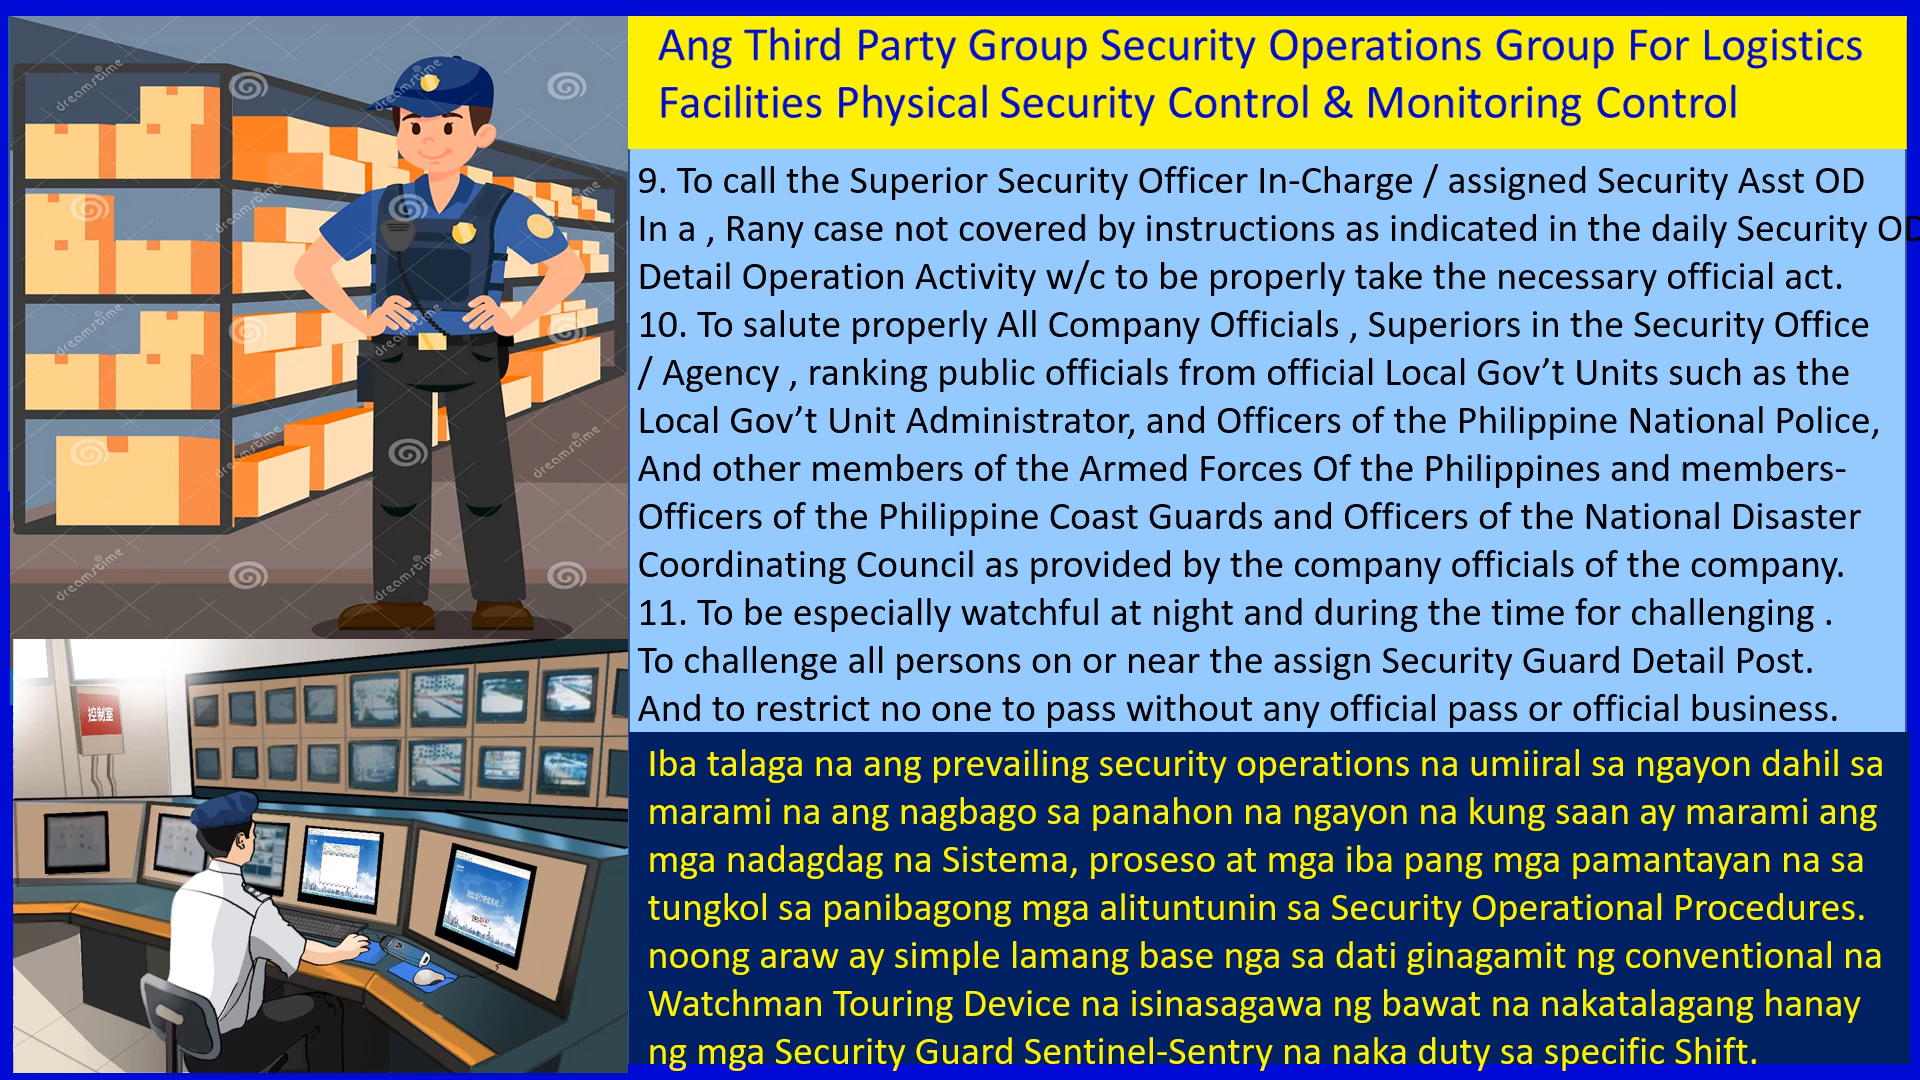 Ang Third Party Group Security Operations Group For Logistics
Facilities Physical Security Control & Monitoring Control
9. To call the Superior Security Officer In-Charge / assigned Security Asst OD
In a , Rany case not covered by instructions as indicated in the daily Security OD
Detail Operation Activity w/c to be properly take the necessary official act.
10. To salute properly All Company Officials , Superiors in the Security Office
/ Agency , ranking public officials from official Local Gov’t Units such as the
Local Gov’t Unit Administrator, and Officers of the Philippine National Police,
And other members of the Armed Forces Of the Philippines and members-
Officers of the Philippine Coast Guards and Officers of the National Disaster
Coordinating Council as provided by the company officials of the company.
11. To be especially watchful at night and during the time for challenging .
To challenge all persons on or near the assign Security Guard Detail Post.
And to restrict no one to pass without any official pass or official business.
Iba talaga na ang prevailing security operations na umiiral sa ngayon dahil sa
marami na ang nagbago sa panahon na ngayon na kung saan ay marami ang
mga nadagdag na Sistema, proseso at mga iba pang mga pamantayan na sa
tungkol sa panibagong mga alituntunin sa Security Operational Procedures.
noong araw ay simple lamang base nga sa dati ginagamit ng conventional na
Watchman Touring Device na isinasagawa ng bawat na nakatalagang hanay
ng mga Security Guard Sentinel-Sentry na naka duty sa specific Shift.
dreamstime
dreamstime
dreamstime
dreamstime
dreamstime
dreamstime
dreamstime
dreamstime
控制室